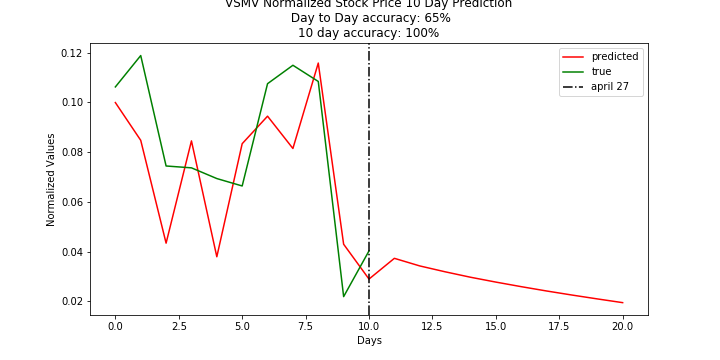 VSMV Normalized Stock Price 10 Day Prediction
Day to Day accuracy: 65%
10 day accuracy: 100%
predicted
true
april 27
Normalized Values
0.12
0.10
0.08
0.06
0.04
0.02
0.0
2.5
5.0
7.5
10.0
12.5
15.0
17.5
20.0
Days